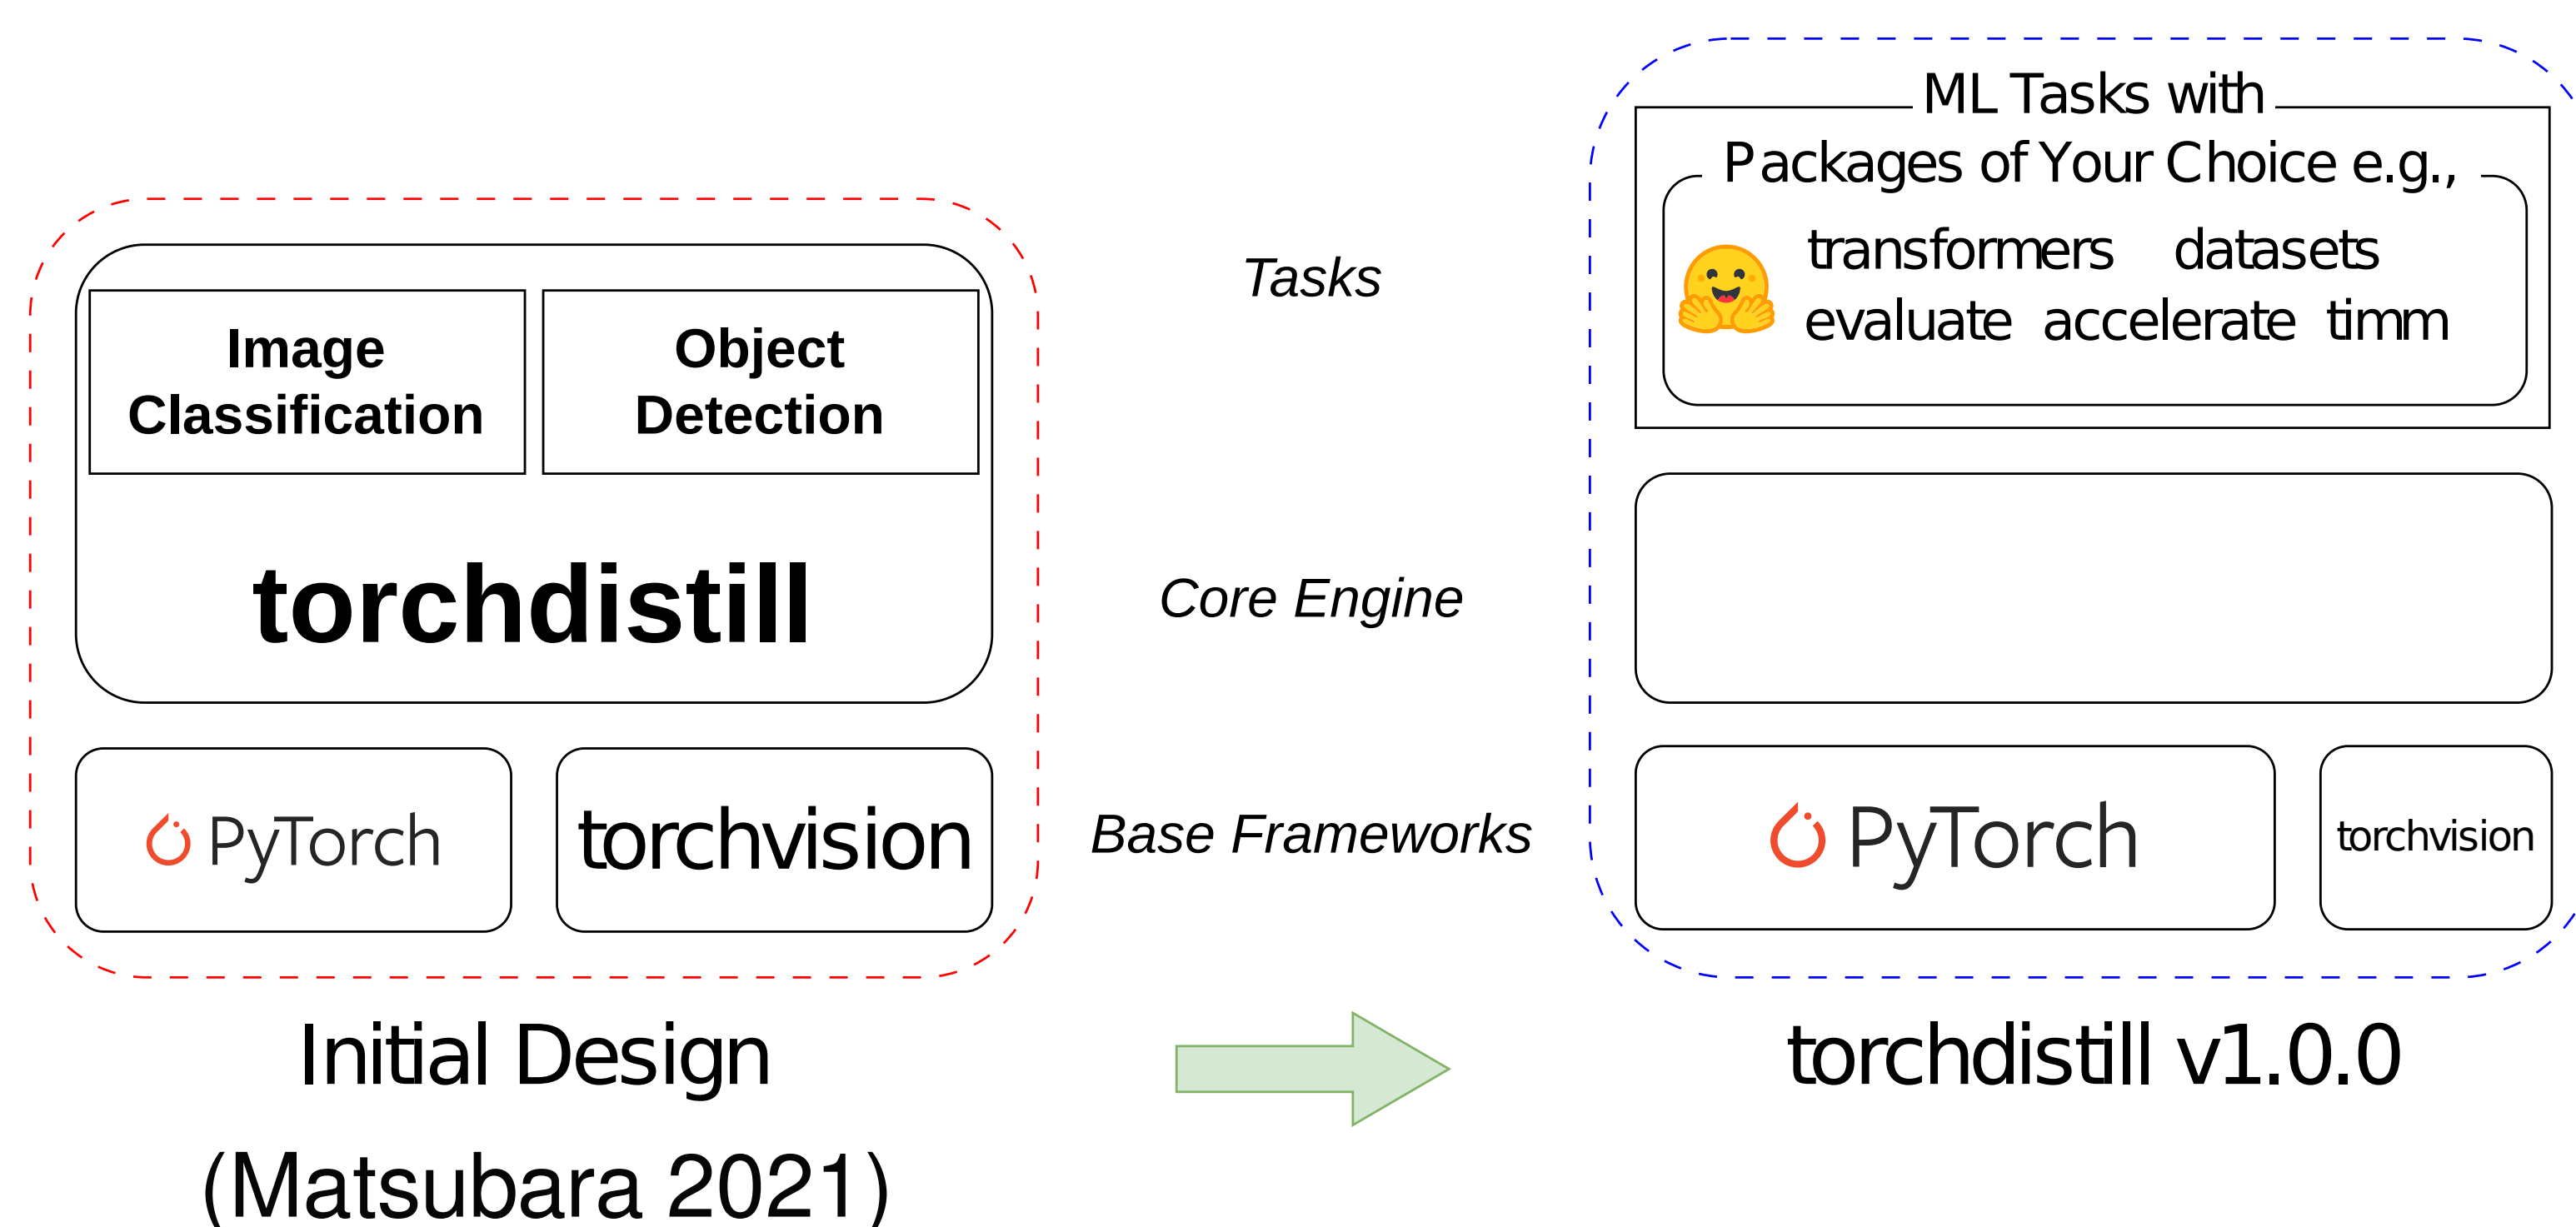 Image
Classification
Object
Detection
torchdistill
PyTorch
torchvision
Initial Design
(Matsubara 2021)
Tasks
Core Engine
Base Frameworks
ML Tasks with
Packages of Your Choice e.g.,
transformers datasets
evaluate accelerate timm
PyTorch
torchvision
torchdistill v1.0.0